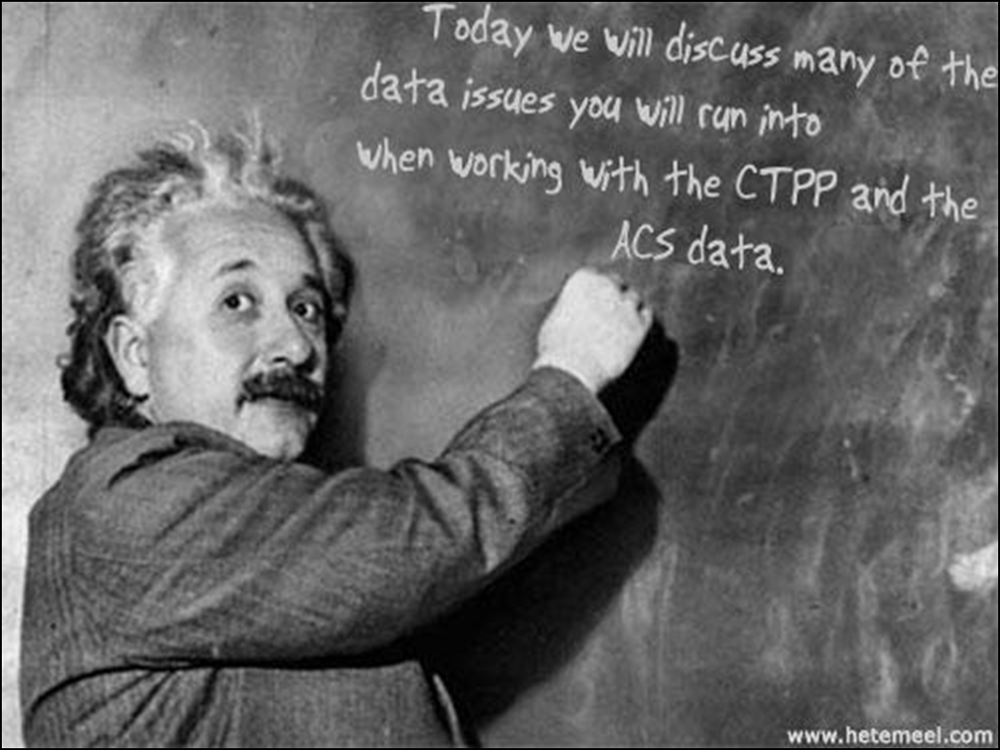 Today we will discuss many of the
data issues you will run into
when working with the CTPP and the
ACS data.
www.hetemeel.com